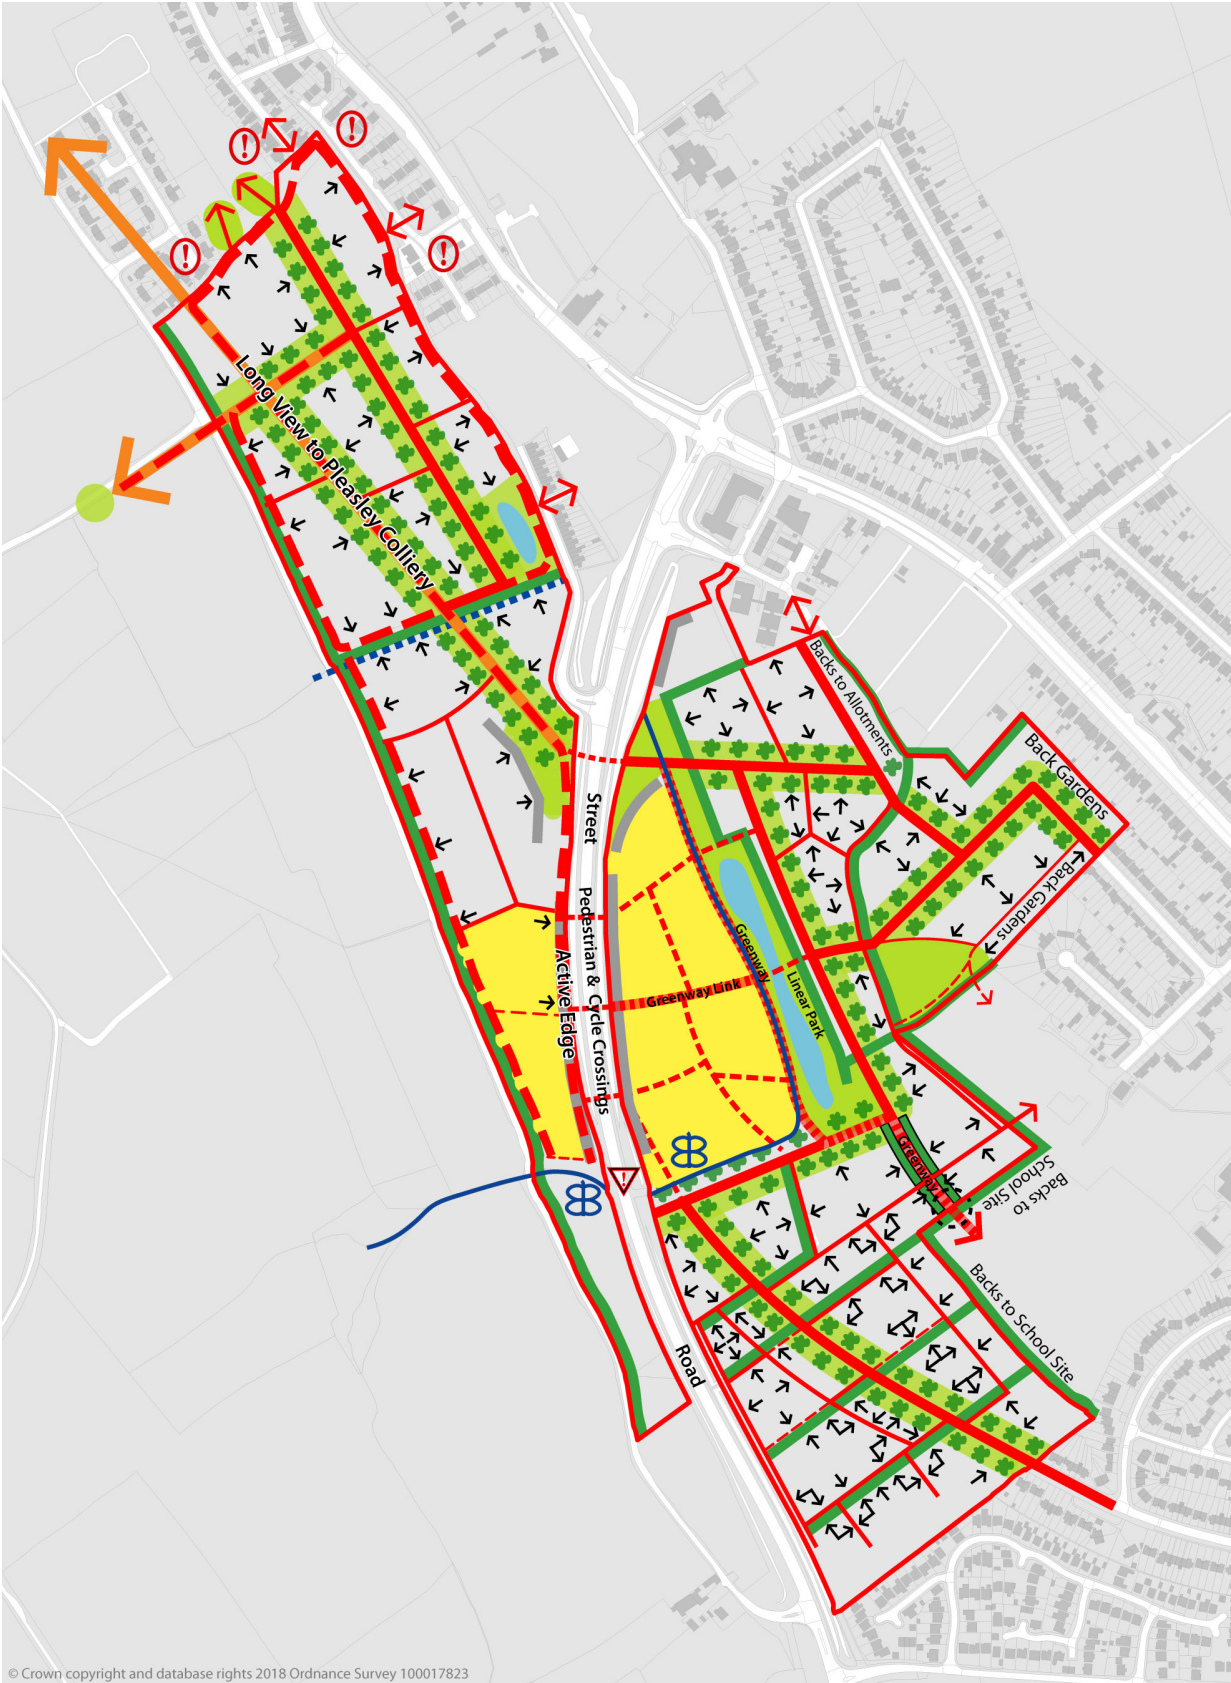 !
!
!
!
Long View to Pleasley Colliery
Backs to Allotments
Back Gardens
Back Gardens
Street
Pedestrian & Cycle Crossings
Active Edge
Greenway
Greenway Link
Linear Park
Greenway
!
Backs to
School Site
Backs to School Site
Road
© Crown copyright and database rights 2018 Ordnance Survey 100017823